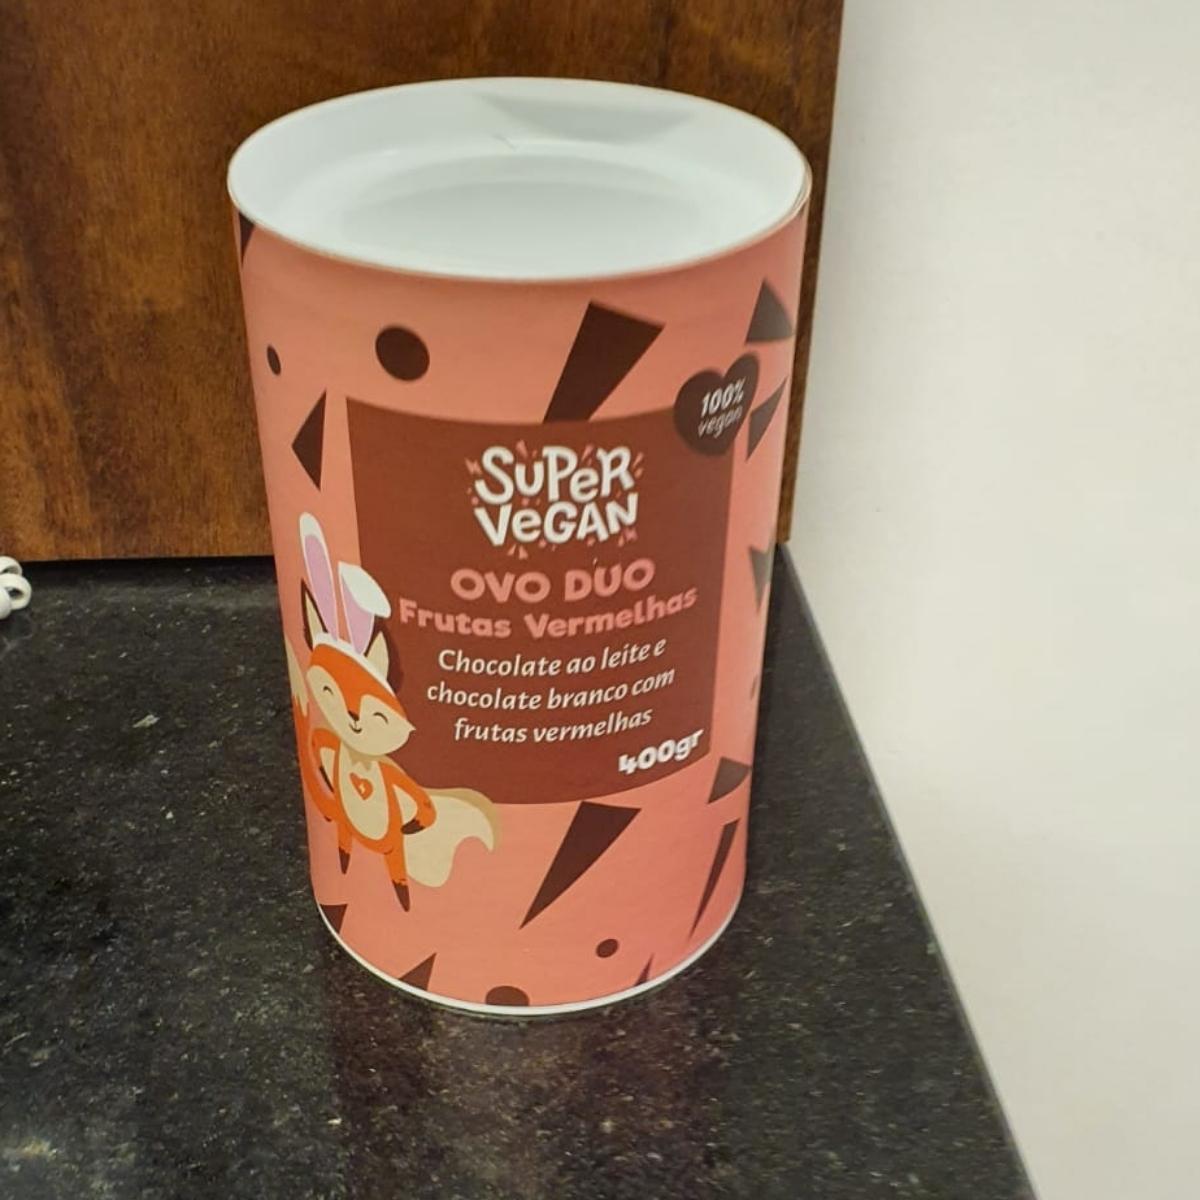 100%
vegan
SUPeR
VeGAN
OVO DUO
Frutas Vermelhas
Chocolate ao leite e
chocolate branco com
frutas vermelhas
400gr